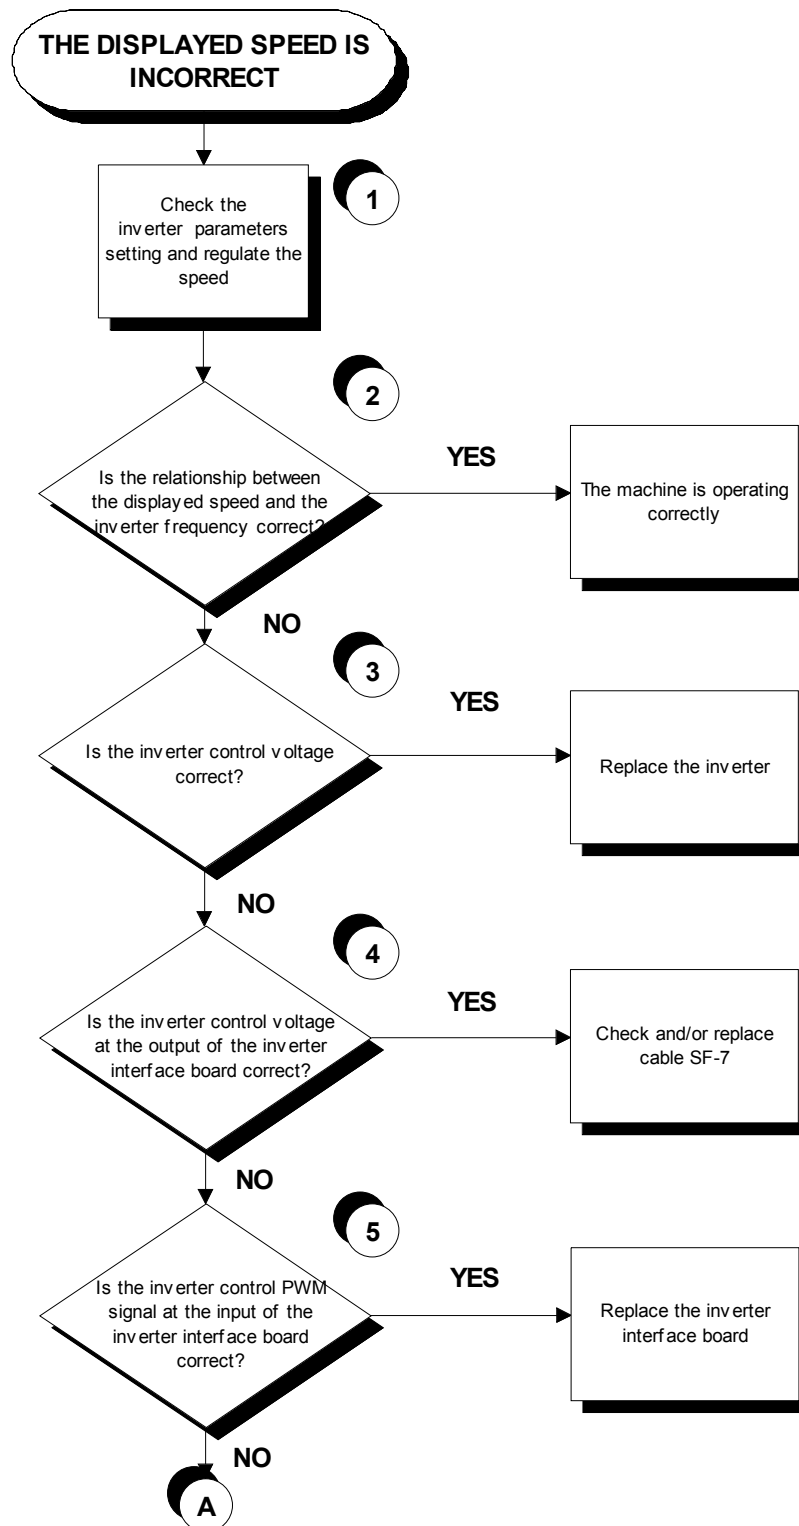 THE DISPLAYED SPEED IS
INCORRECT
1
Check the
inverter parameters
setting and regulate the
speed
2
Is the relationship between
the displayed speed and the
inverter frequency correct?
YES
The machine is operating
correctly
NO
3
Is the inverter control voltage
correct?
YES
Replace the inverter
NO
4
Is the inverter control voltage
at the output of the inverter
interface board correct?
YES
Check and/or replace
cable SF-7
NO
5
Is the inverter control PWM
signal at the input of the
inverter interface board
correct?
YES
Replace the inverter
interface board
NO
A